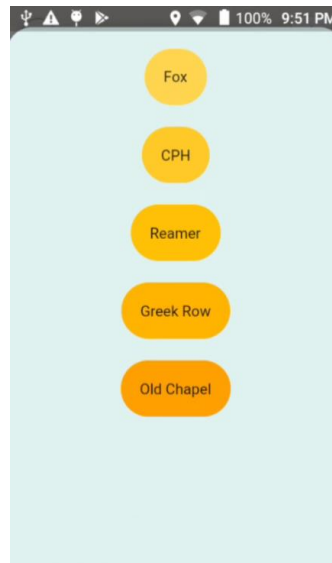 100% 9:51 PM
Fox
CPH
Reamer
Greek Row
Old Chapel